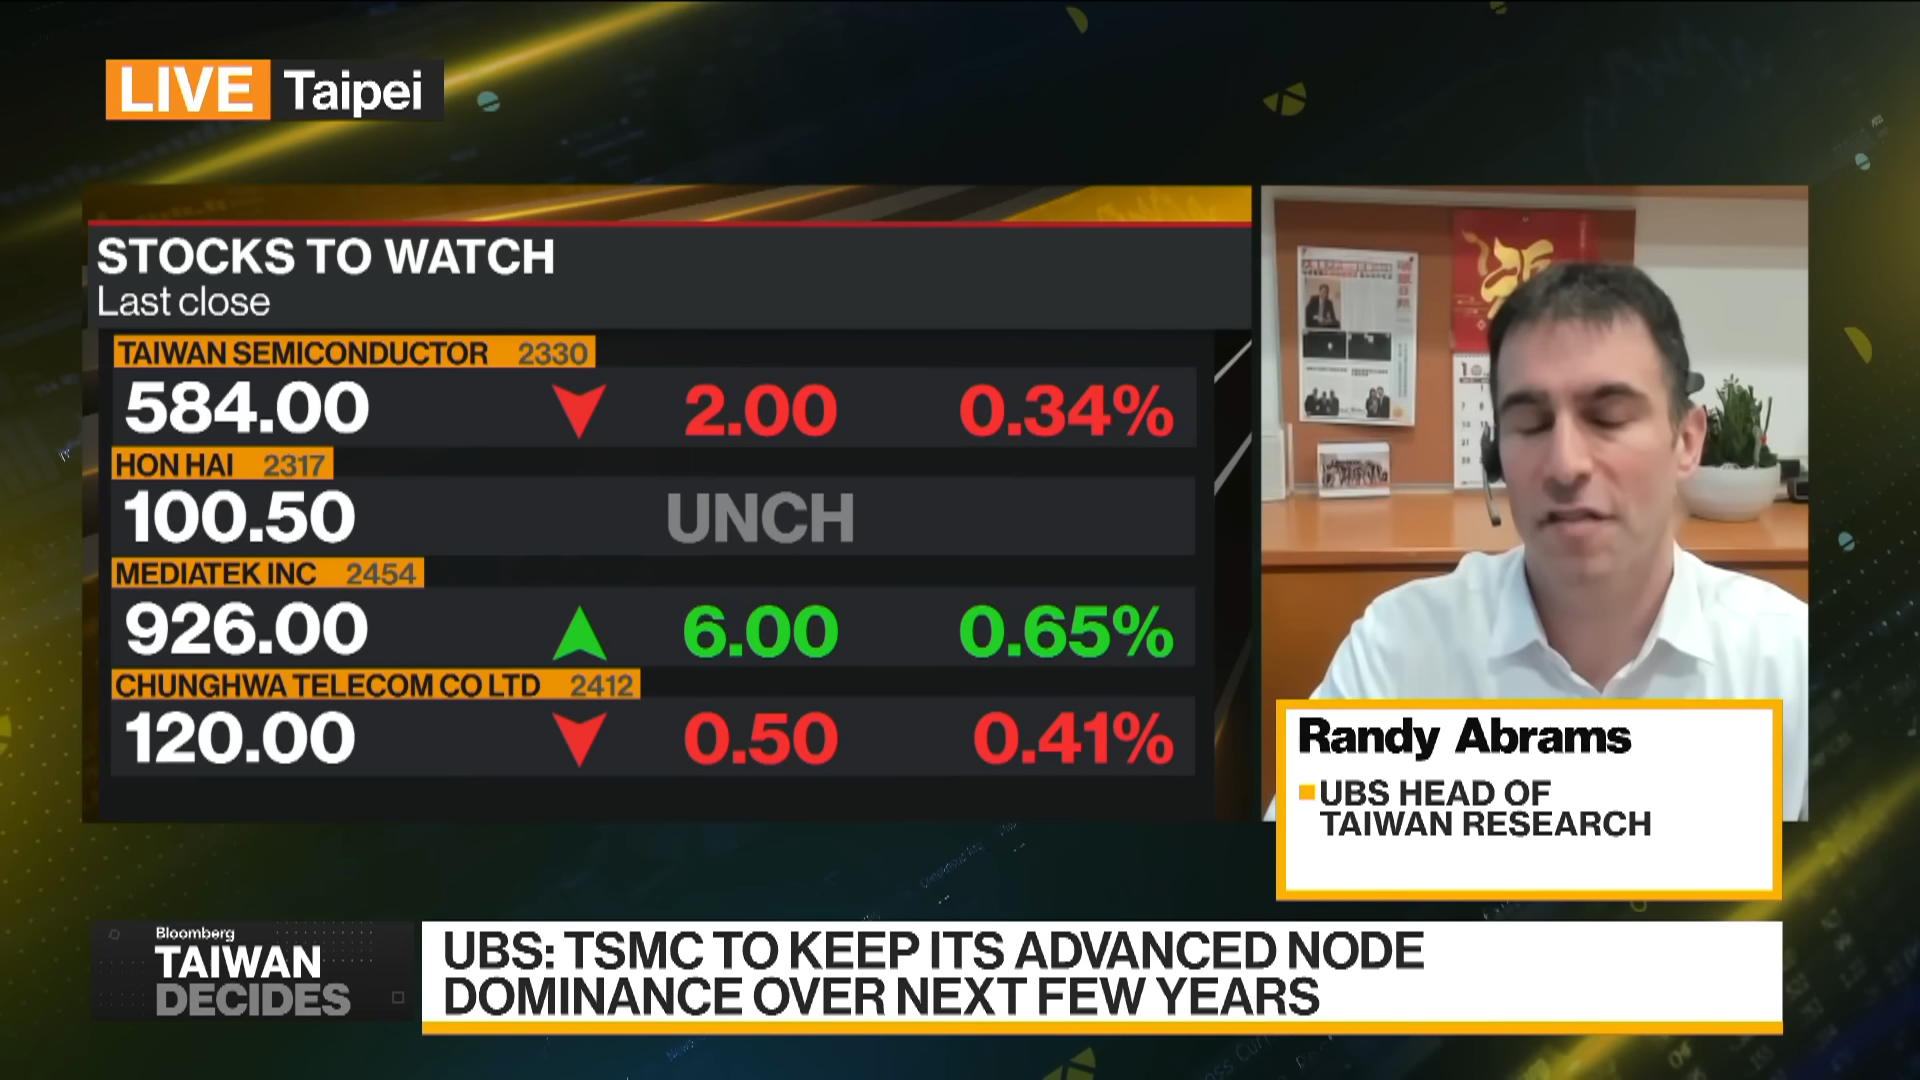 LIVE Taipei
STOCKS TO WATCH
Last close
TAIWAN SEMICONDUCTOR 2330
584.00 2.00 0.34%
HON HAI 2317
100.50 UNCH
MEDIATEK INC 2454
926.00 6.00 0.65%
CHUNGHWA TELECOM CO LTD 2412
120.00 0.50 0.41%
Randy Abrams
UBS HEAD OF
TAIWAN RESEARCH
Bloomberg
TAIWAN
DECIDES
UBS: TSMC TO KEEP ITS ADVANCED NODE
DOMINANCE OVER NEXT FEW YEARS